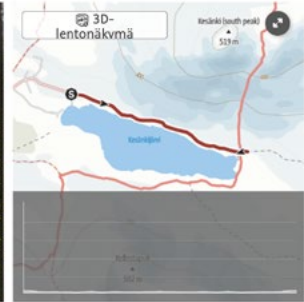 3D-
lentonäkymä
Kesänki (south peak)
519 m
S
Kesänkijärvi